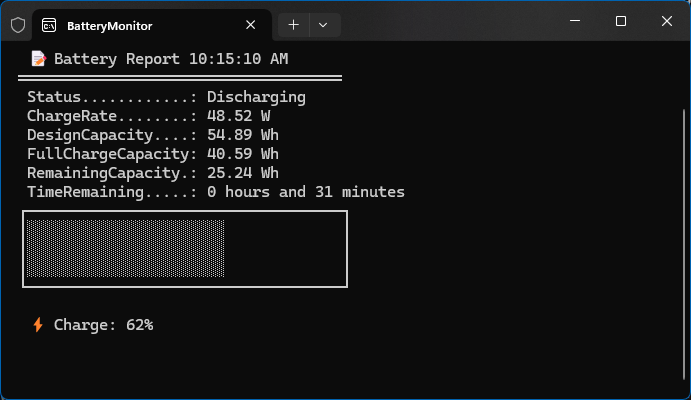 BatteryMonitor
📝 Battery Report 10:15:10 AM
Status............: Discharging
ChargeRate........: 48.52 W
DesignCapacity....: 54.89 Wh
FullChargeCapacity: 40.59 Wh
RemainingCapacity.: 25.24 Wh
TimeRemaining.....: 0 hours and 31 minutes
⚡ Charge: 62%